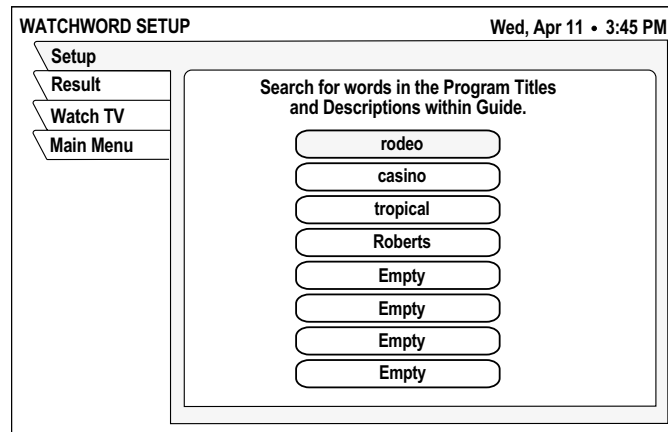 WATCHWORD SETUP
Wed, Apr 11 • 3:45 PM
Setup
Result
Watch TV
Main Menu
Search for words in the Program Titles
and Descriptions within Guide.
rodeo
casino
tropical
Roberts
Empty
Empty
Empty
Empty